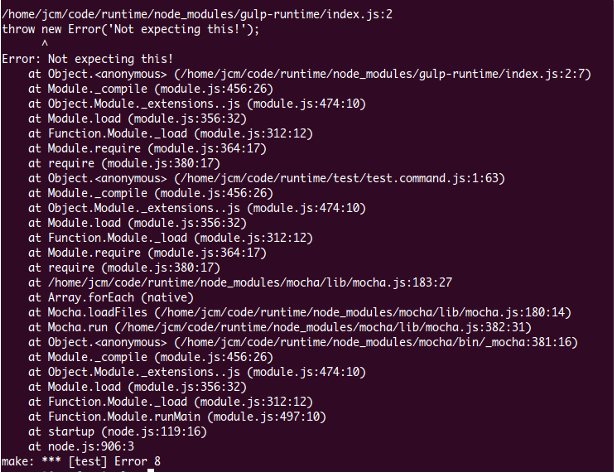 /home/jcm/code/runtime/node_modules/gulp-runtime/index.js:2
throw new Error('Not expecting this!');
^
Error: Not expecting this!
at Object.<anonymous> (/home/jcm/code/runtime/node_modules/gulp-runtime/index.js:2:7)
at Module._compile (module.js:456:26)
at Object.Module._extensions..js (module.js:474:10)
at Module.load (module.js:356:32)
at Function.Module._load (module.js:312:12)
at Module.require (module.js:364:17)
at require (module.js:380:17)
at Object.<anonymous> (/home/jcm/code/runtime/test/test.command.js:1:63)
at Module._compile (module.js:456:26)
at Object.Module._extensions..js (module.js:474:10)
at Module.load (module.js:356:32)
at Function.Module._load (module.js:312:12)
at Module.require (module.js:364:17)
at require (module.js:380:17)
at /home/jcm/code/runtime/node_modules/mocha/lib/mocha.js:183:27
at Array.forEach (native)
at Mocha.loadFiles (/home/jcm/code/runtime/node_modules/mocha/lib/mocha.js:180:14)
at Mocha.run (/home/jcm/code/runtime/node_modules/mocha/lib/mocha.js:382:31)
at Object.<anonymous> (/home/jcm/code/runtime/node_modules/mocha/bin/_mocha:381:16)
at Module._compile (module.js:456:26)
at Object.Module._extensions..js (module.js:474:10)
at Module.load (module.js:356:32)
at Function.Module._load (module.js:312:12)
at Function.Module.runMain (module.js:497:10)
at startup (node.js:119:16)
at node.js:906:3
make: *** [test] Error 8